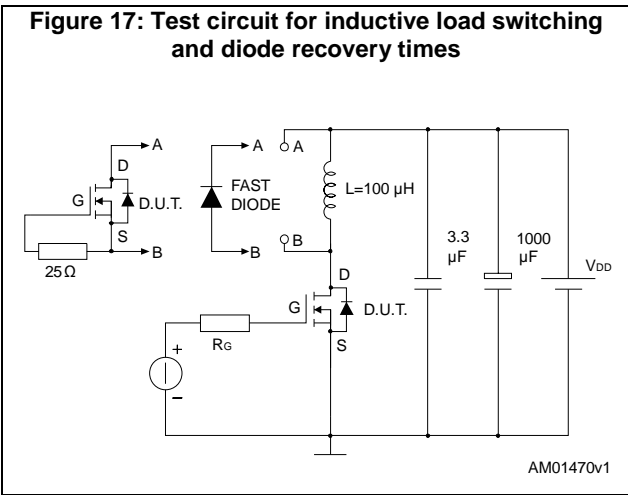 Figure 17: Test circuit for inductive load switching
and diode recovery times
A
D
G
D.U.T.
S
B
25 Ω
A
FAST
DIODE
B
A
L=100 µH
B
D
G
D.U.T.
S
RG
+
–
3.3
µF
1000
µF
VDD
AM01470v1